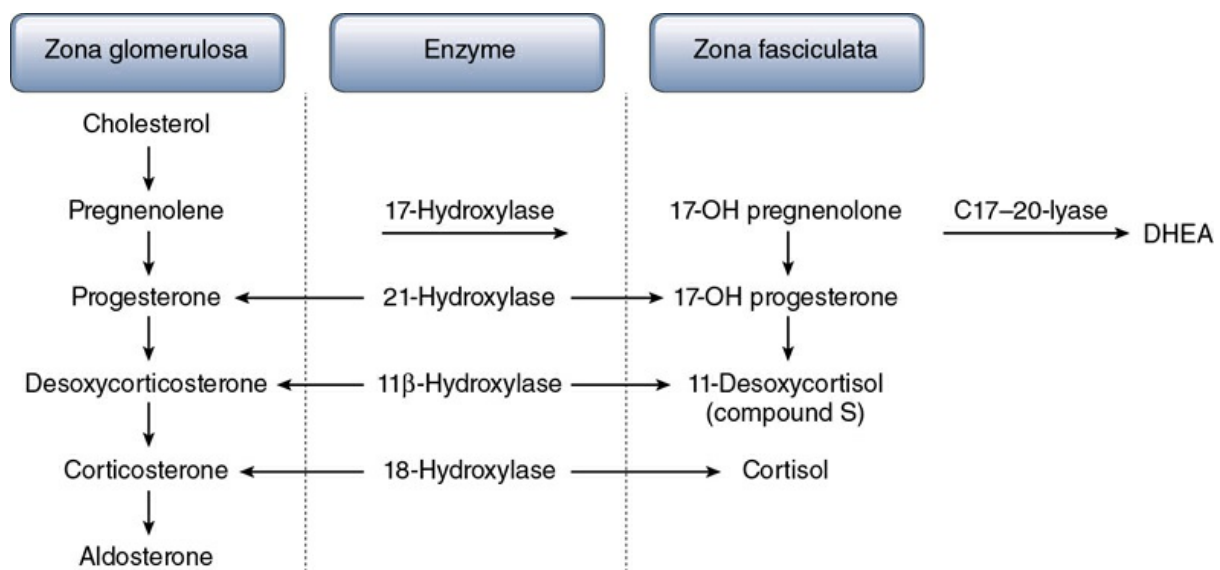 Zona glomerulosa
Enzyme
Zona fasciculata
Cholesterol
Pregnenolene
17-Hydroxylase
17-OH pregnenolone
C17–20-lyase
DHEA
Progesterone
21-Hydroxylase
17-OH progesterone
Desoxycorticosterone
11β-Hydroxylase
11-Desoxycortisol
(compound S)
Corticosterone
18-Hydroxylase
Cortisol
Aldosterone